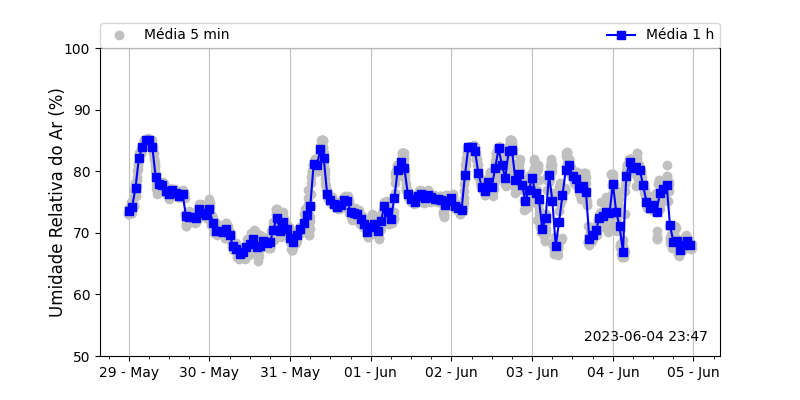 Média 5 min Média 1 h
100
90
80
70
60
50
Umidade Relativa do Ar (%)
2023-06-04 23:47
29 - May 30 - May 31 - May 01 - Jun 02 - Jun 03 - Jun 04 - Jun 05 - Jun